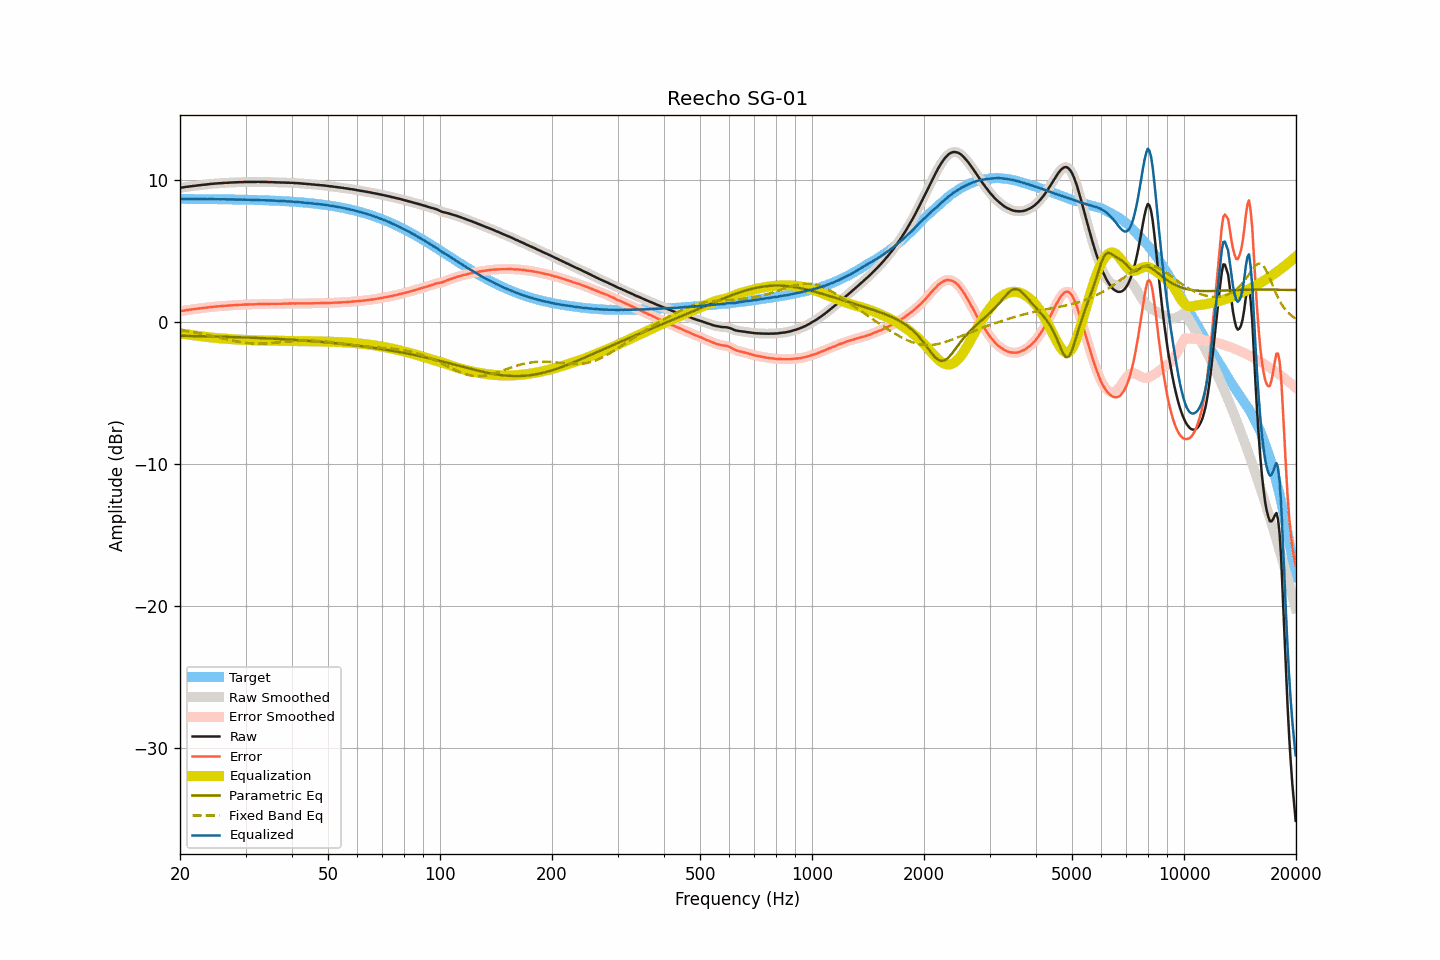 Reecho SG-01
10
0
−10
−20
−30
Amplitude (dBr)
Target
Raw Smoothed
Error Smoothed
Raw
Error
Equalization
Parametric Eq
Fixed Band Eq
Equalized
20 50 100 200 500 1000 2000 5000 10000 20000
Frequency (Hz)